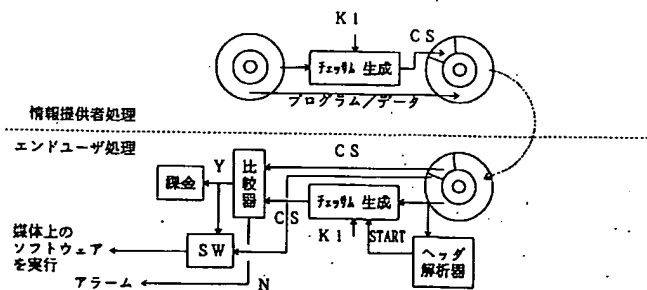 K1
CS
チェッサム 生成
プログラム/データ
情報提供者処理
エンドユーザ処理
CS
Y
課金
比較器
チェッサム 生成
CS
K1
START
SW
ヘッダ
解析器
媒体上の
ソフトウェア
を実行
アラーム
N